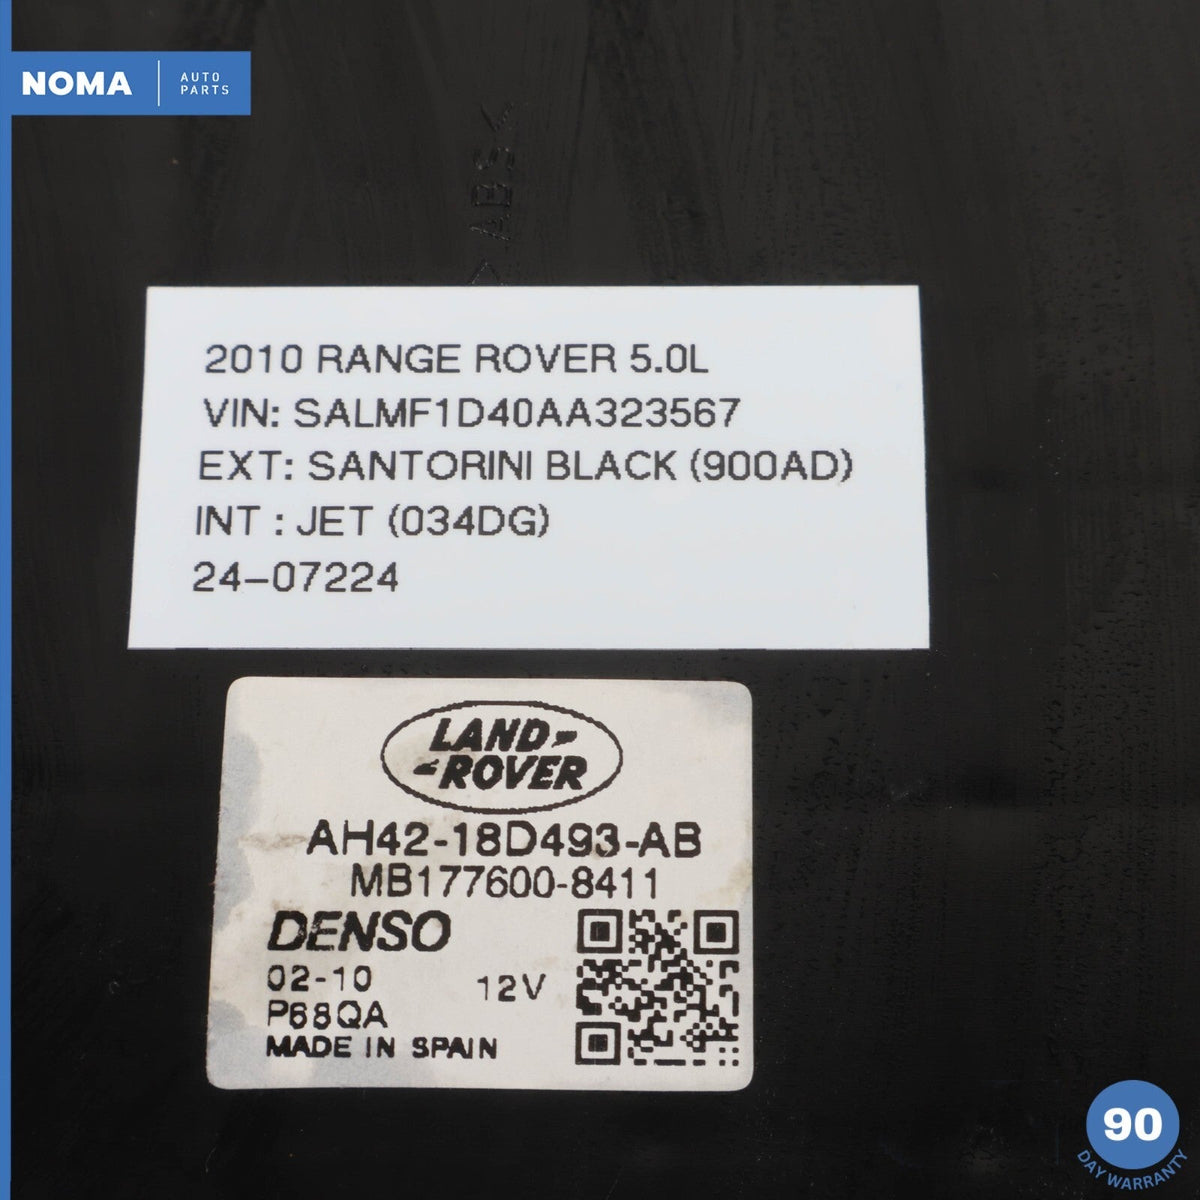 NOMA
AUTO
PARTS
>ABS<
2010 RANGE ROVER 5.0L
VIN: SALMF1D40AA323567
EXT: SANTORINI BLACK (900AD)
INT : JET (034DG)
24-07224
LAND
ROVER
AH42-18D493-AB
MB177600-8411
DENSO
02-10
12V
P68QA
MADE IN SPAIN
90
DAY WARRANTY